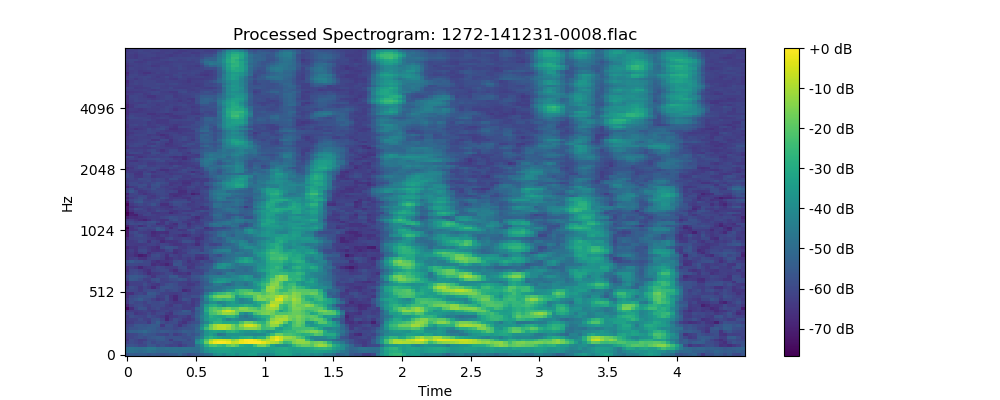 Processed Spectrogram: 1272-141231-0008.flac
Hz
4096
2048
1024
512
0
0 0.5 1 1.5 2 2.5 3 3.5 4
Time
+0 dB
-10 dB
-20 dB
-30 dB
-40 dB
-50 dB
-60 dB
-70 dB